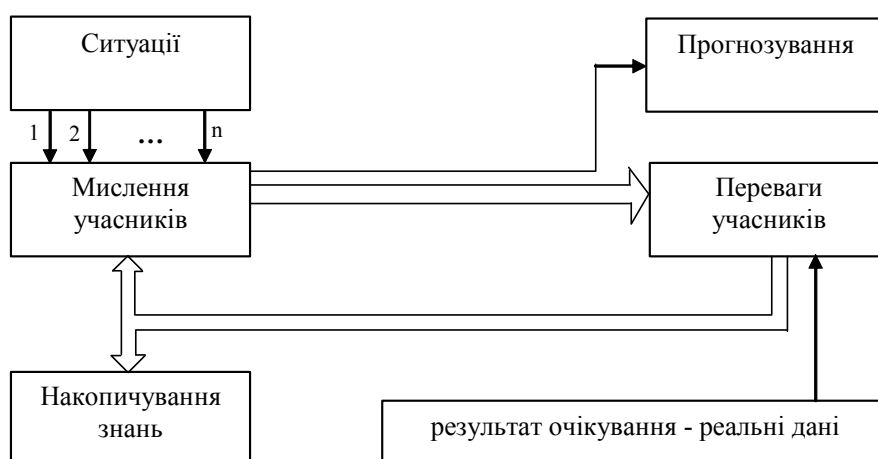 Ситуації
Прогнозування
1 2 ... n
Мислення
учасників
Переваги
учасників
Накопичування
знань
результат очікування - реальні дані